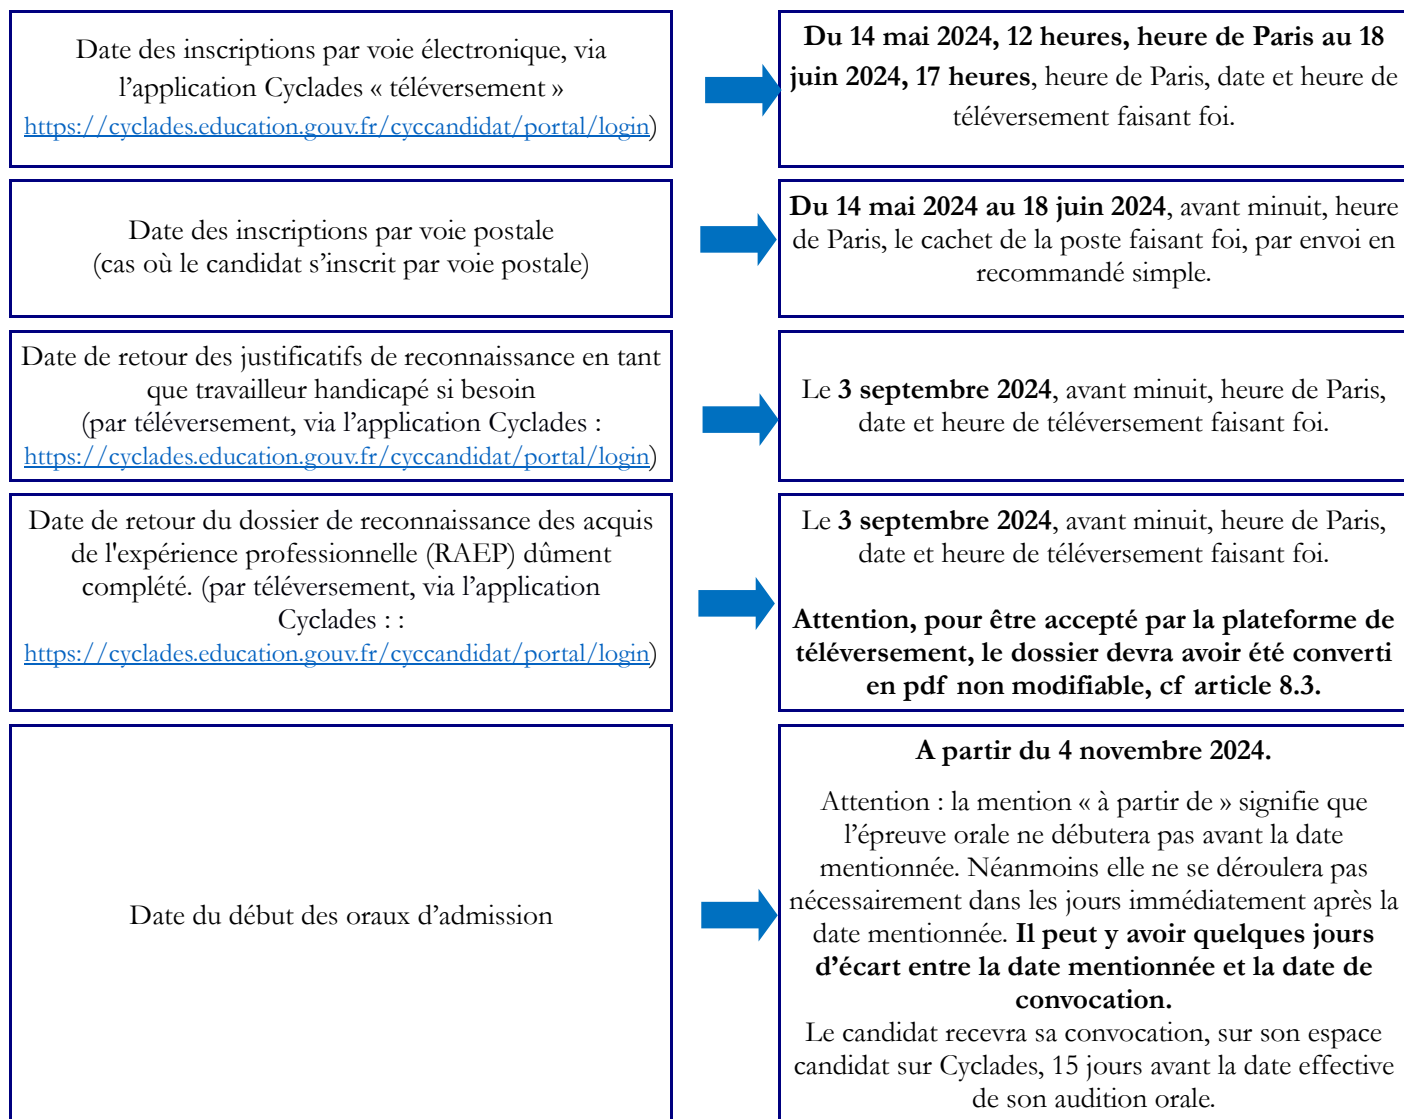 Date des inscriptions par voie électronique, via
l’application Cyclades « téléversement »
https://cyclades.education.gouv.fr/cyccandidat/portal/login)
Du 14 mai 2024, 12 heures, heure de Paris au 18
juin 2024, 17 heures, heure de Paris, date et heure de
téléversement faisant foi.
Date des inscriptions par voie postale
(cas où le candidat s’inscrit par voie postale)
Du 14 mai 2024 au 18 juin 2024, avant minuit, heure
de Paris, le cachet de la poste faisant foi, par envoi en
recommandé simple.
Date de retour des justificatifs de reconnaissance en tant
que travailleur handicapé si besoin
(par téléversement, via l’application Cyclades :
https://cyclades.education.gouv.fr/cyccandidat/portal/login)
Le 3 septembre 2024, avant minuit, heure de Paris,
date et heure de téléversement faisant foi.
Date de retour du dossier de reconnaissance des acquis
de l'expérience professionnelle (RAEP) dûment
complété. (par téléversement, via l’application
Cyclades : :
https://cyclades.education.gouv.fr/cyccandidat/portal/login)
Le 3 septembre 2024, avant minuit, heure de Paris,
date et heure de téléversement faisant foi.
Attention, pour être accepté par la plateforme de
téléversement, le dossier devra avoir été converti
en pdf non modifiable, cf article 8.3.
Date du début des oraux d’admission
A partir du 4 novembre 2024.
Attention : la mention « à partir de » signifie que
l’épreuve orale ne débutera pas avant la date
mentionnée. Néanmoins elle ne se déroulera pas
nécessairement dans les jours immédiatement après la
date mentionnée. Il peut y avoir quelques jours
d’écart entre la date mentionnée et la date de
convocation.
Le candidat recevra sa convocation, sur son espace
candidat sur Cyclades, 15 jours avant la date effective
de son audition orale.